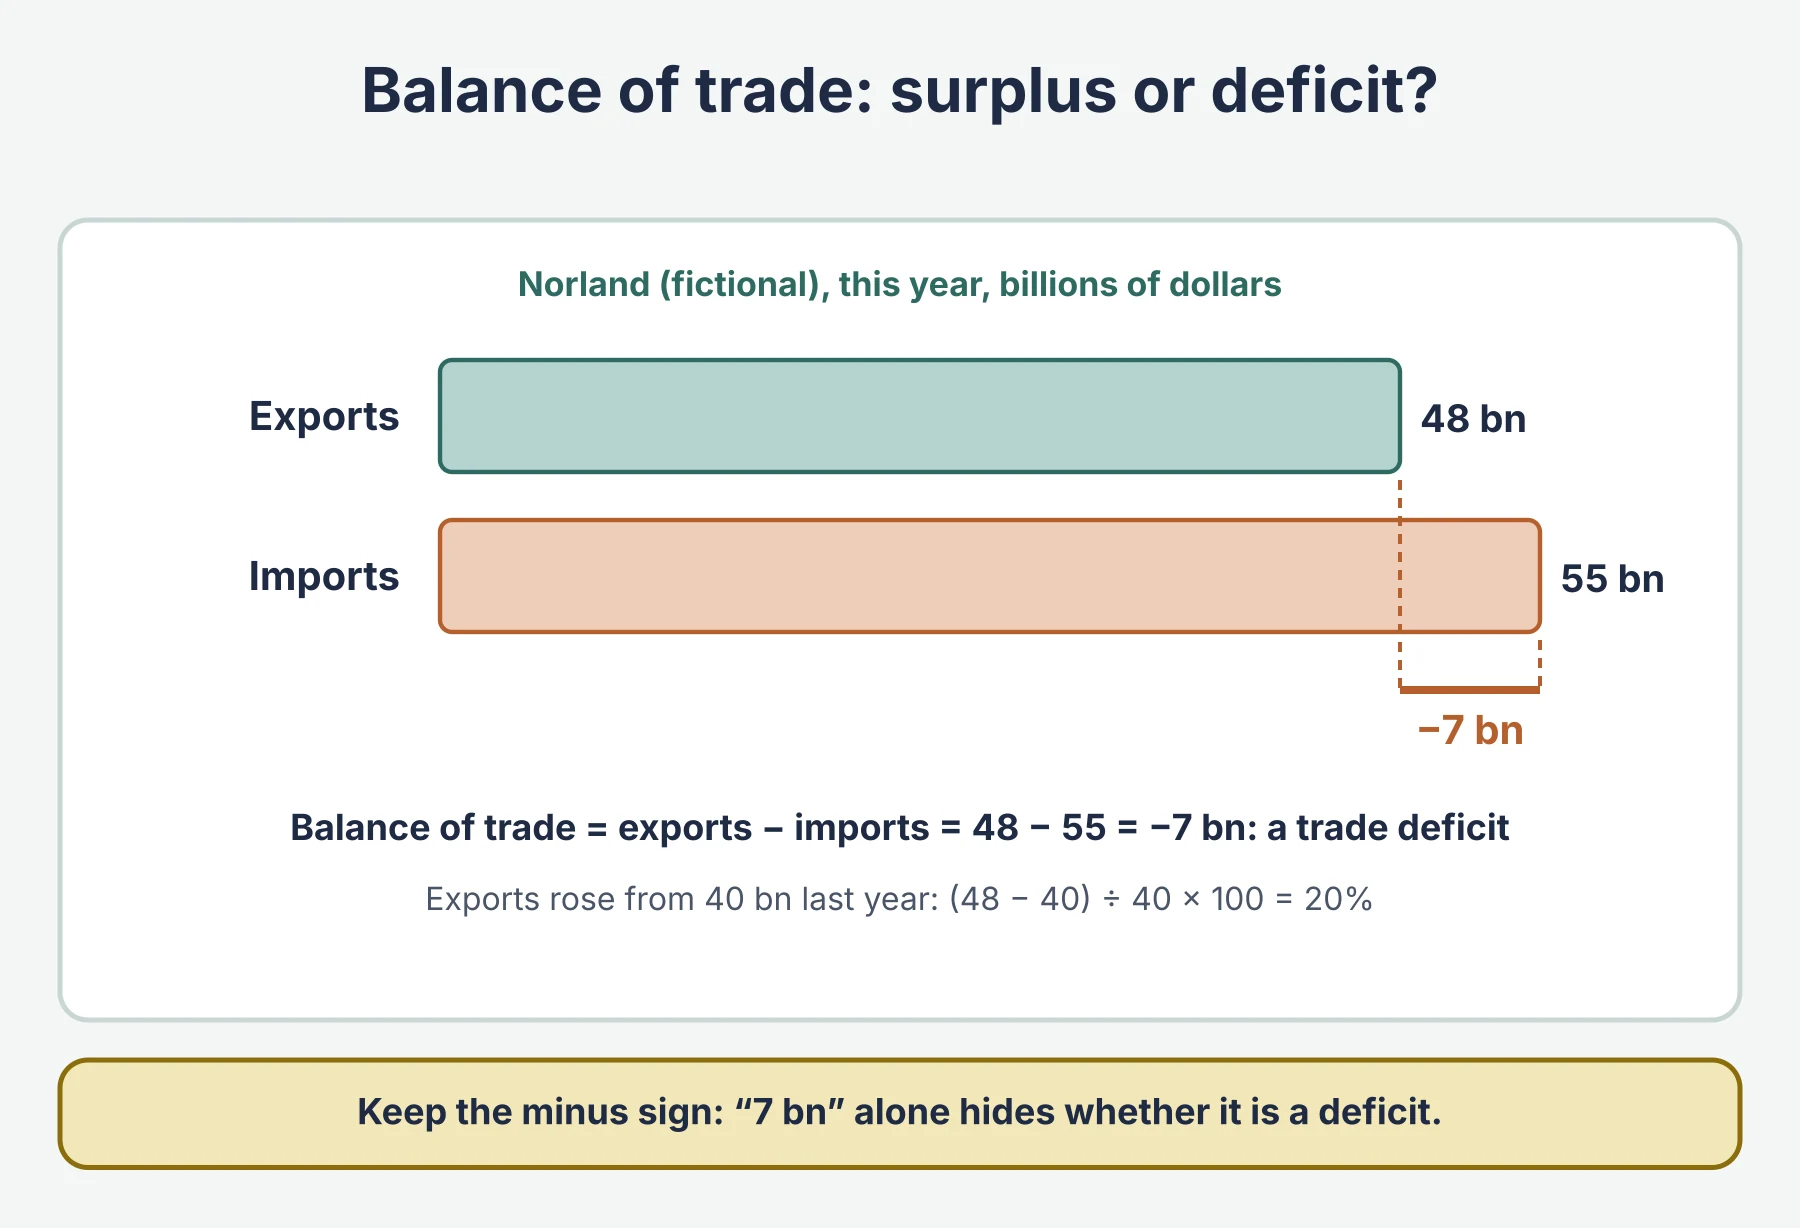 Balance of trade: surplus or deficit?
Norland (fictional), this year, billions of dollars
Exports
48 bn
Imports
55 bn
−7 bn
Balance of trade = exports − imports = 48 − 55 = −7 bn: a trade deficit
Exports rose from 40 bn last year: (48 − 40) ÷ 40 × 100 = 20%
Keep the minus sign: “7 bn” alone hides whether it is a deficit.